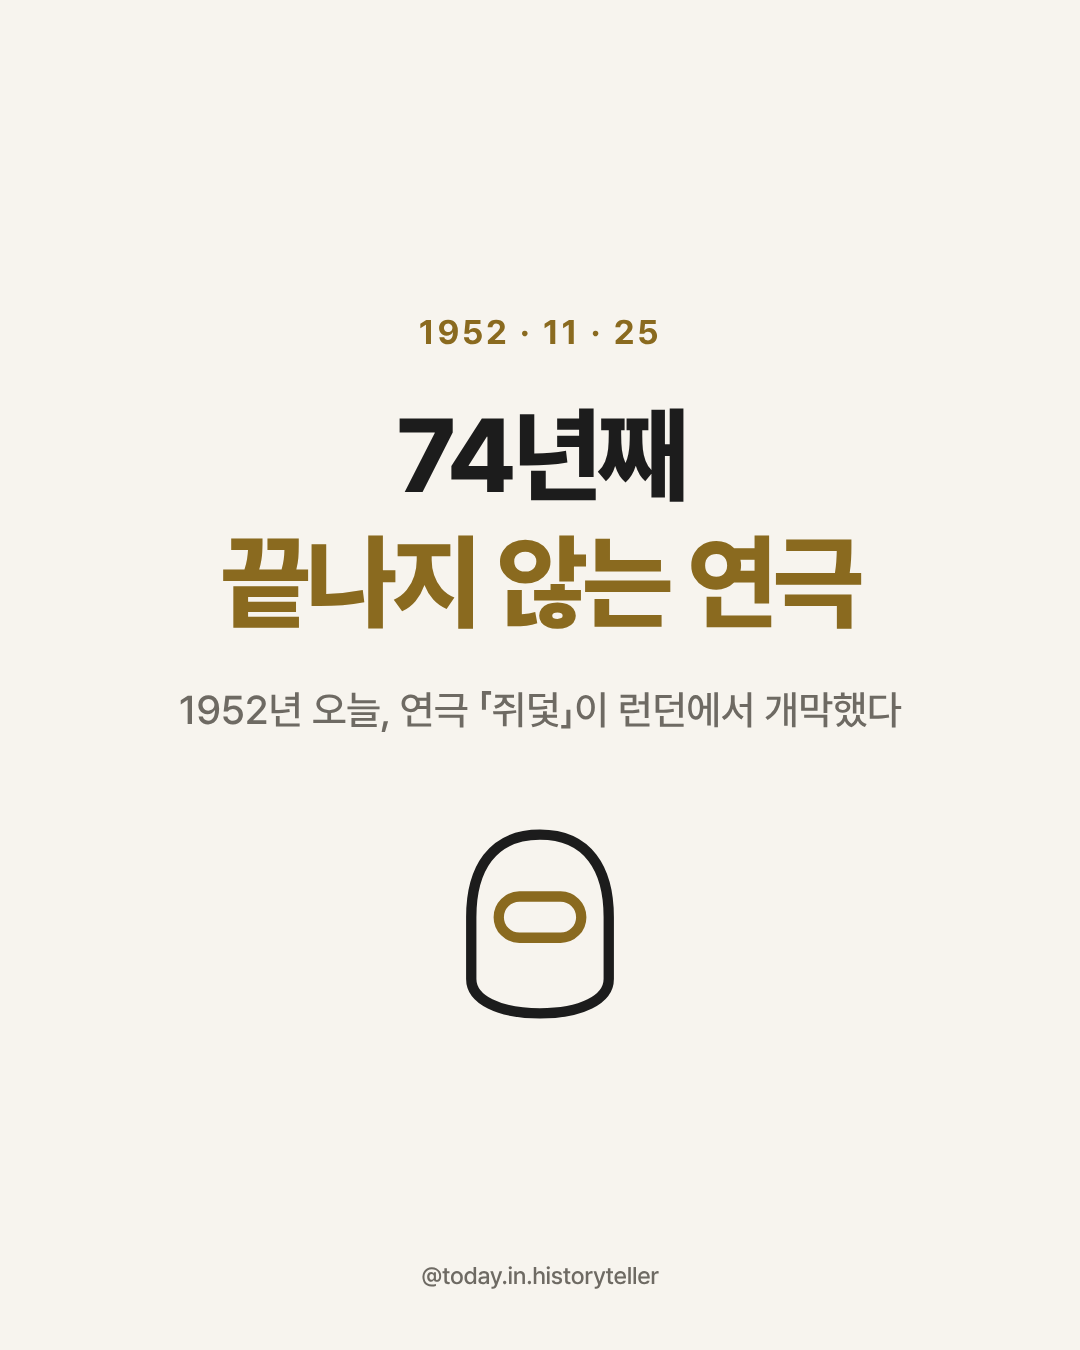 1952 · 11 · 25
74년째
끝나지 않는 연극
1952년 오늘, 연극 「쥐덫」이 런던에서 개막했다
@today.in.historyteller